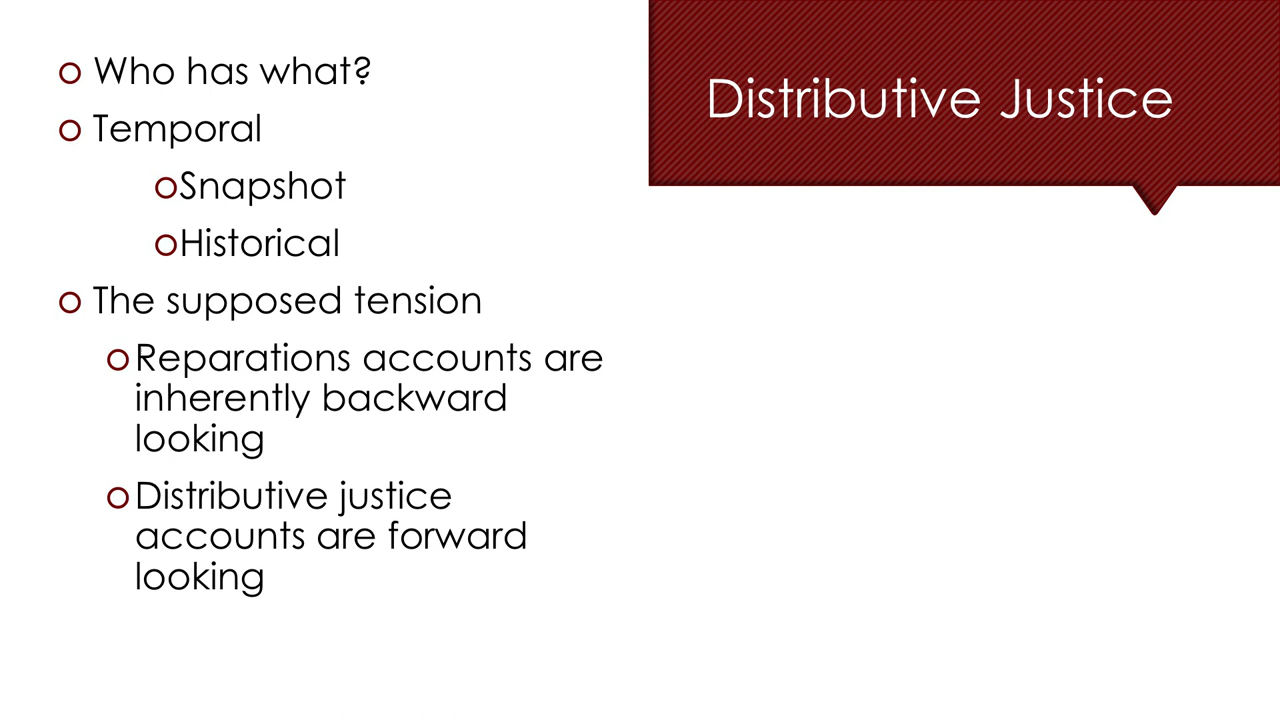 Distributive Justice
Who has what?
Temporal
Snapshot
Historical
The supposed tension
Reparations accounts are
inherently backward
looking
Distributive justice
accounts are forward
looking